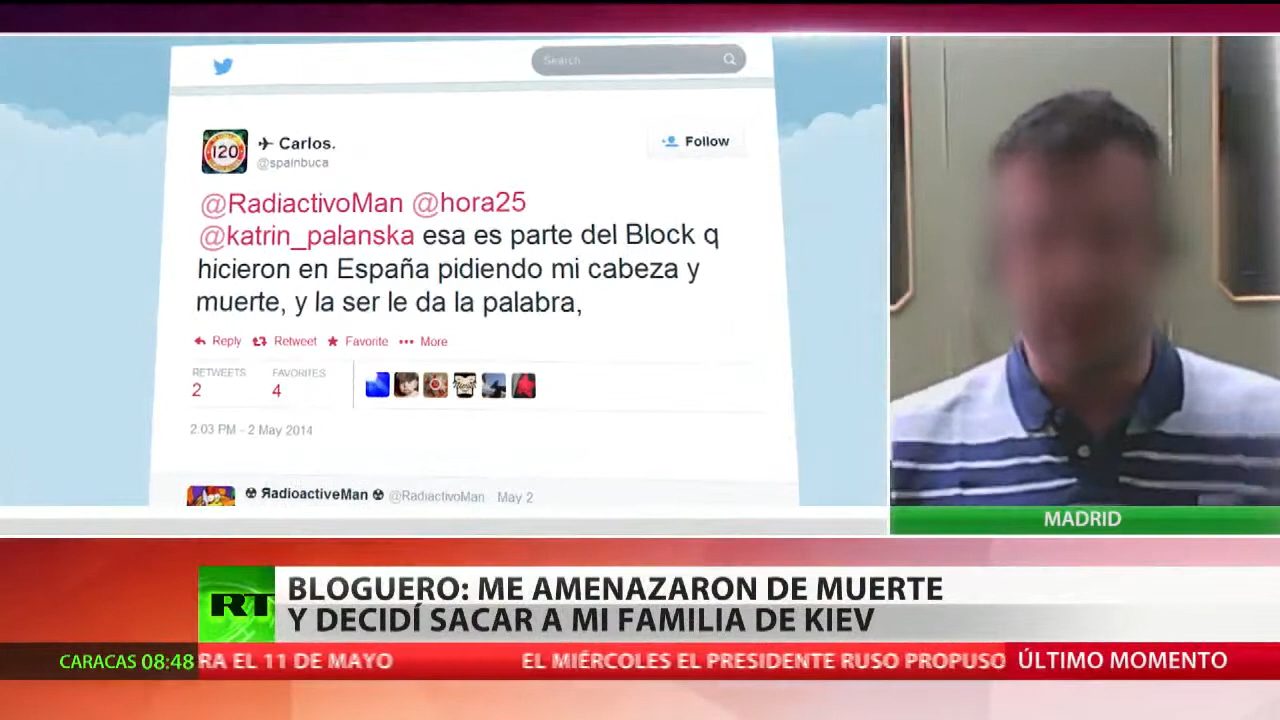 Search
✈ Carlos.
@spainbuca
Follow
@RadiactivoMan @hora25
@katrin_palanska esa es parte del Block q
hicieron en España pidiendo mi cabeza y
muerte, y la ser le da la palabra,
Reply Retweet Favorite More
RETWEETS FAVORITES
2 4
2:03 PM - 2 May 2014
☢ ЯadioactiveMan ☢ @RadiactivoMan May 2
120
MADRID
RT
BLOGUERO: ME AMENAZARON DE MUERTE
Y DECIDÍ SACAR A MI FAMILIA DE KIEV
CARACAS 08:48 RA EL 11 DE MAYO EL MIÉRCOLES EL PRESIDENTE RUSO PROPUSO ÚLTIMO MOMENTO